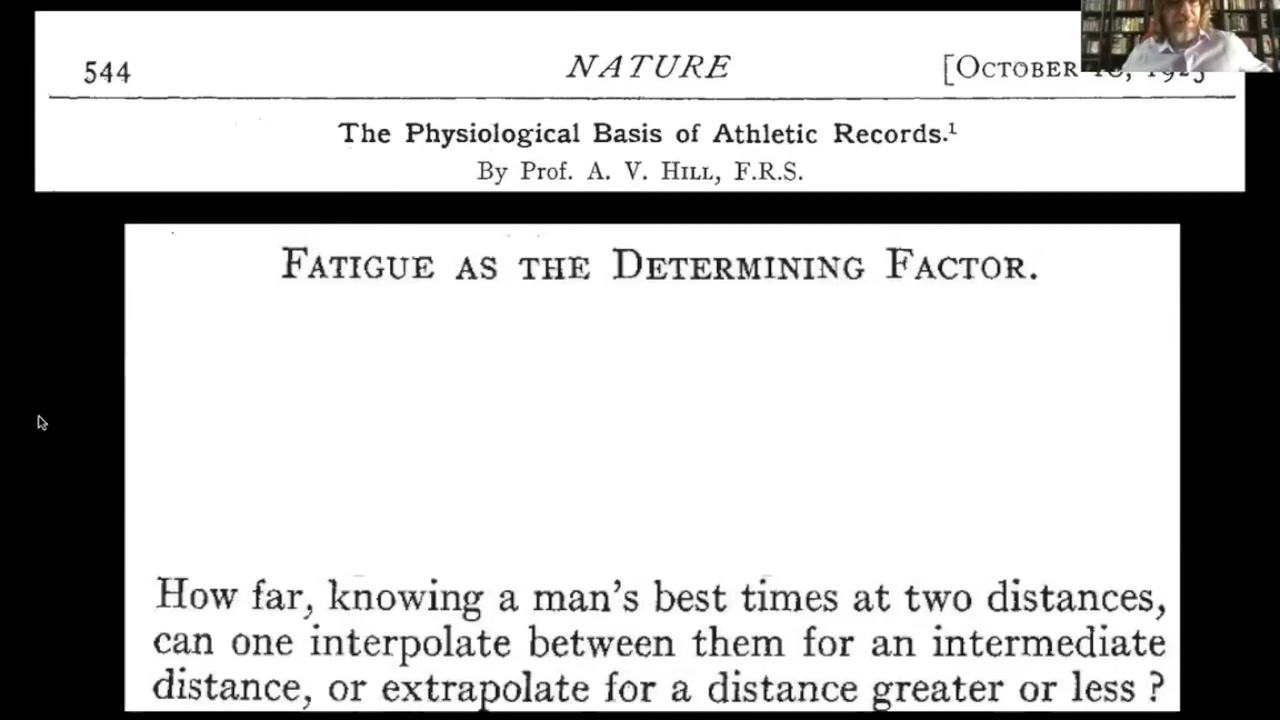 544 NATURE [OCTOBER
The Physiological Basis of Athletic Records.¹
By Prof. A. V. HILL, F.R.S.
FATIGUE AS THE DETERMINING FACTOR.
How far, knowing a man's best times at two distances,
can one interpolate between them for an intermediate
distance, or extrapolate for a distance greater or less ?